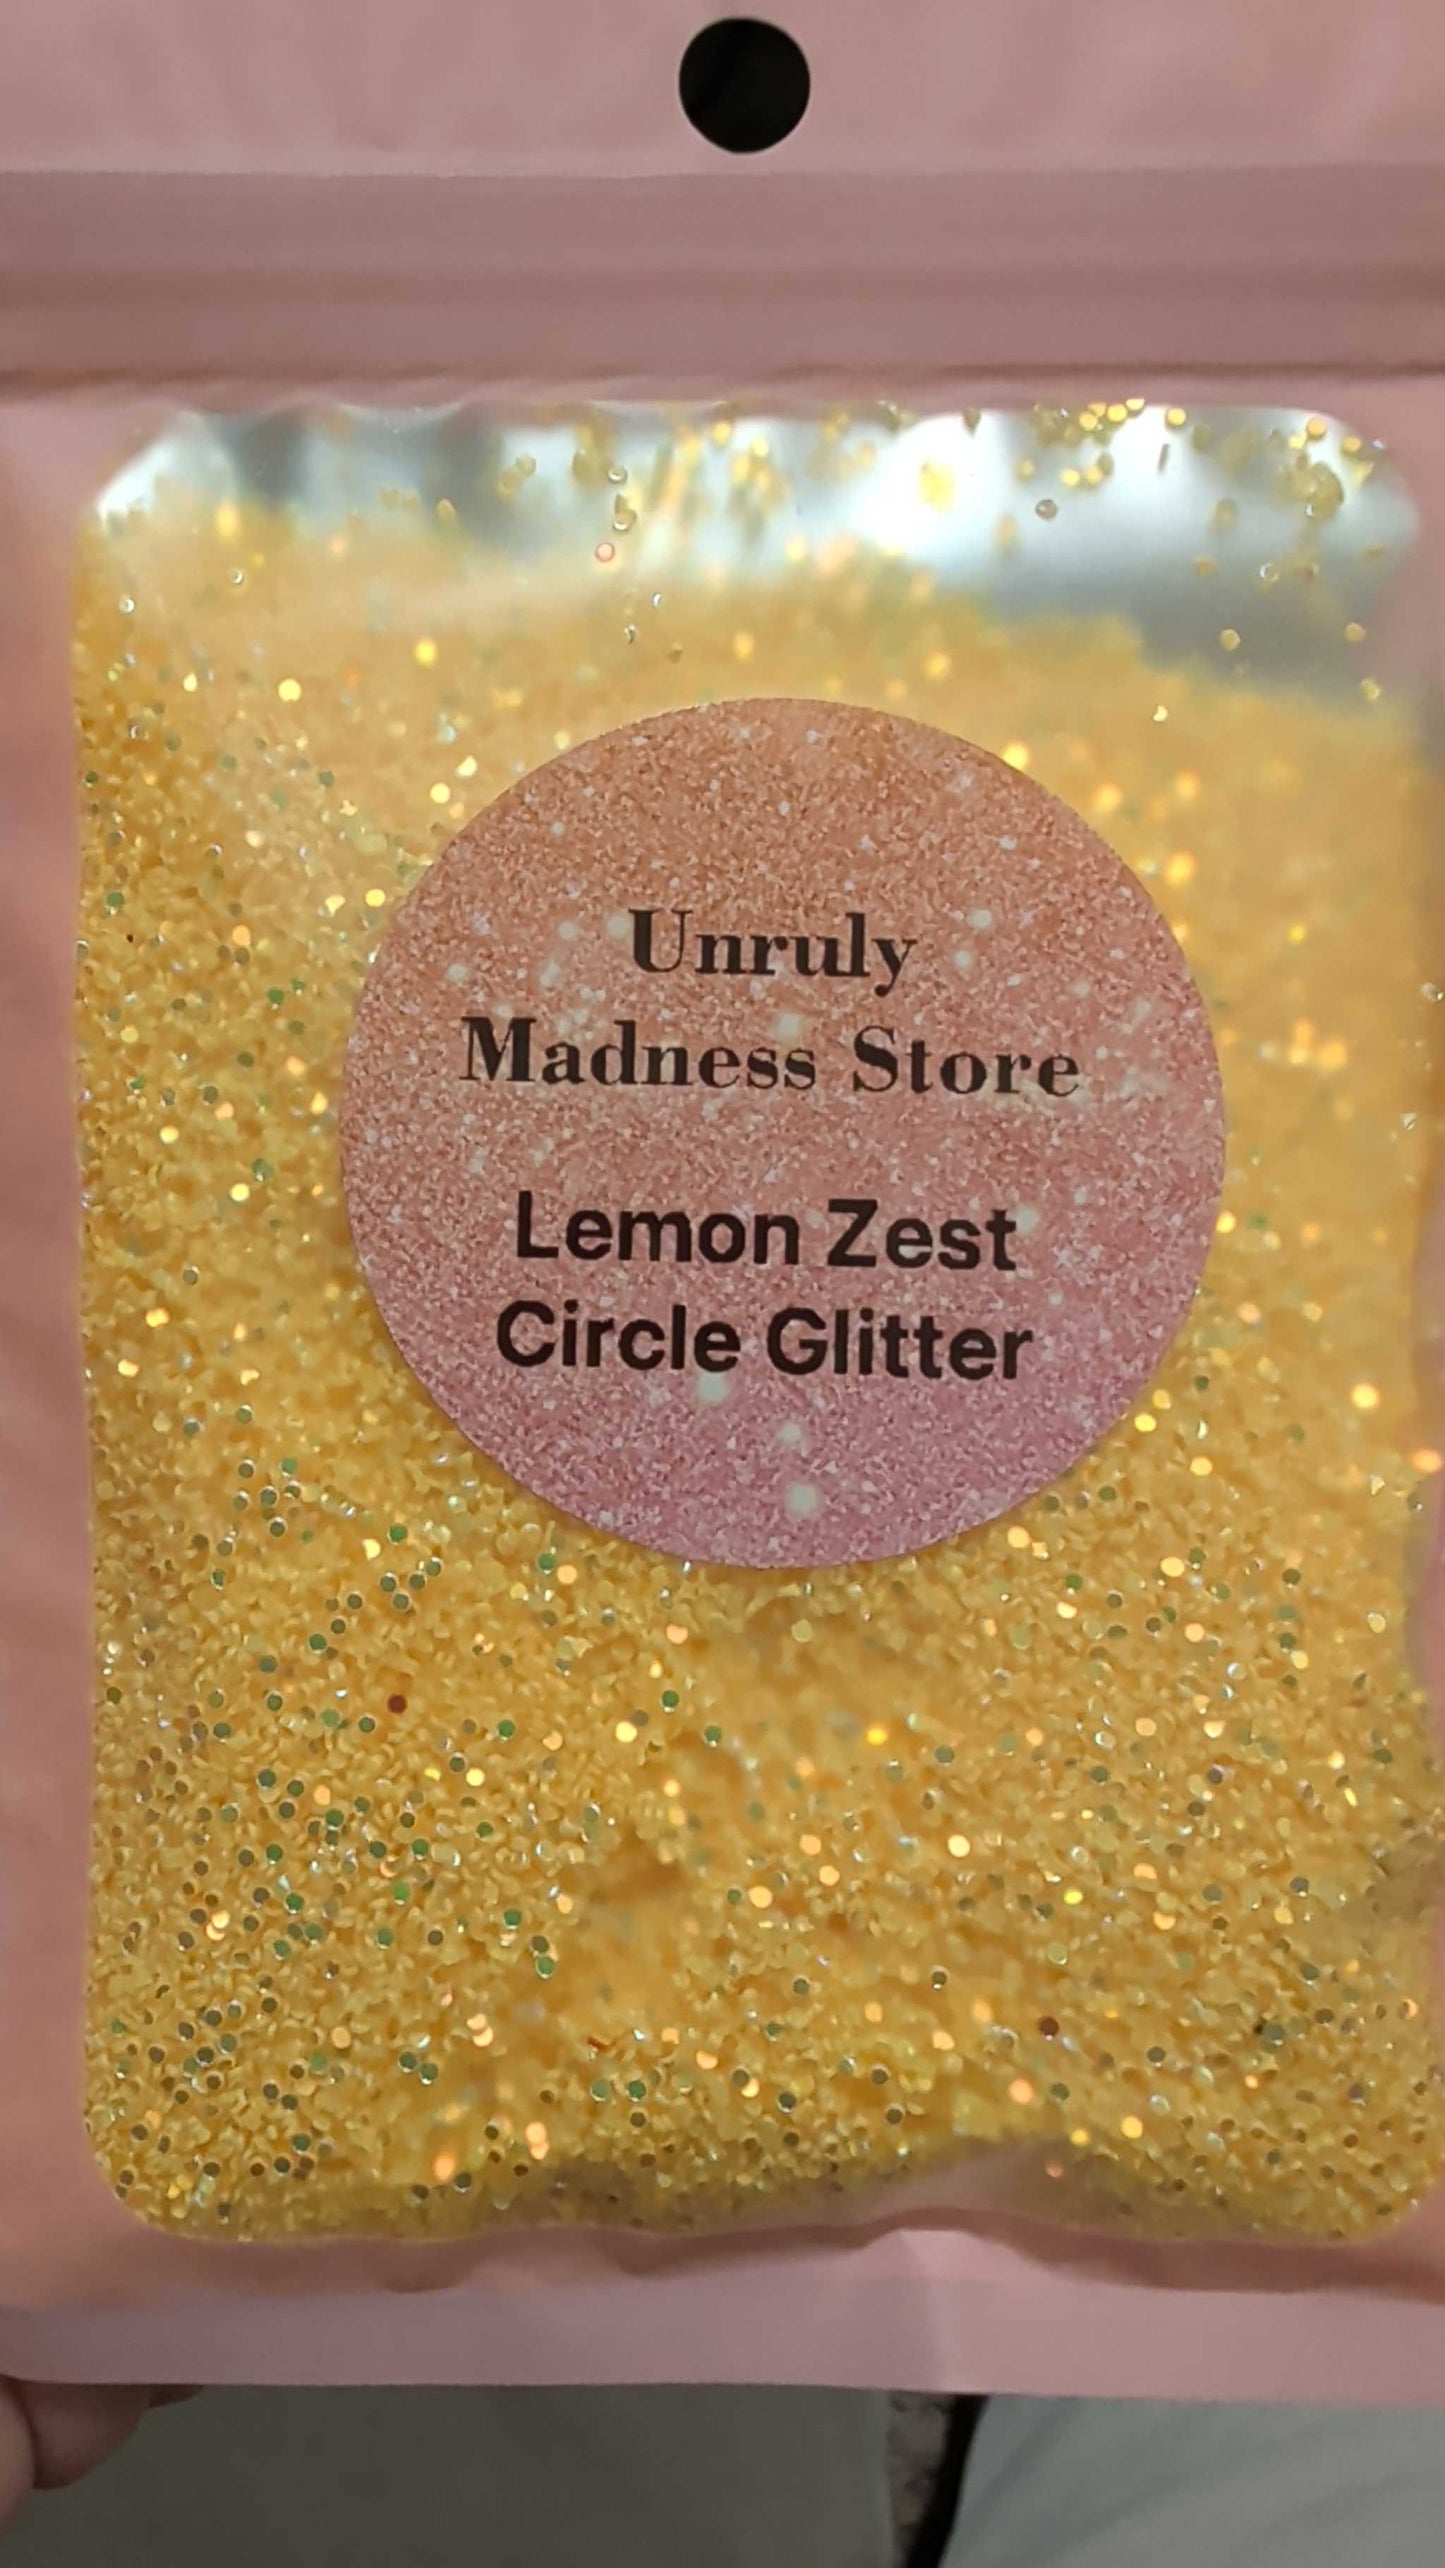 Unruly
Madness Store
Lemon Zest
Circle Glitter